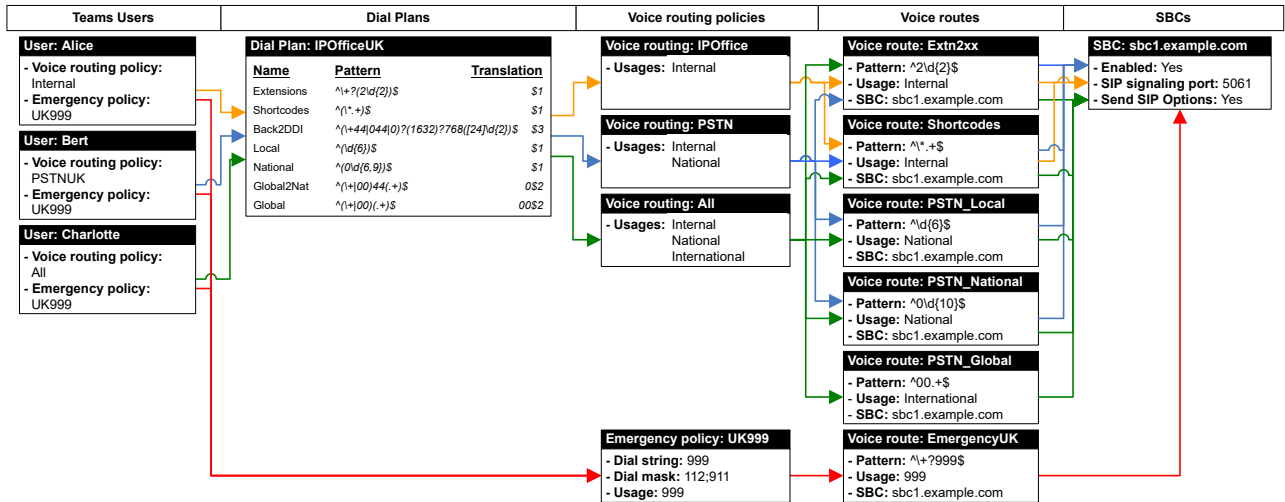 Teams Users
Dial Plans
Voice routing policies
Voice routes
SBCs
User: Alice
- Voice routing policy:
Internal
- Emergency policy:
UK999
User: Bert
- Voice routing policy:
PSTNUK
- Emergency policy:
UK999
User: Charlotte
- Voice routing policy:
All
- Emergency policy:
UK999
Dial Plan: IPOfficeUK
Name Pattern Translation
Extensions ^\+?(2\d{2})$ $1
Shortcodes ^(\*.+)$ $1
Back2DDI ^(\+44|044|0)?(1632)?768([24]\d{2})$ $3
Local ^(\d{6})$ $1
National ^(0\d{6,9})$ $1
Global2Nat ^(\+|00)44(.+)$ 0$2
Global ^(\+|00)(.+)$ 00$2
Voice routing: IPOffice
- Usages: Internal
Voice routing: PSTN
- Usages: Internal
National
Voice routing: All
- Usages: Internal
National
International
Emergency policy: UK999
- Dial string: 999
- Dial mask: 112;911
- Usage: 999
Voice route: Extn2xx
- Pattern: ^2\d{2}$
- Usage: Internal
- SBC: sbc1.example.com
Voice route: Shortcodes
- Pattern: ^\*.+$
- Usage: Internal
- SBC: sbc1.example.com
Voice route: PSTN_Local
- Pattern: ^\d{6}$
- Usage: National
- SBC: sbc1.example.com
Voice route: PSTN_National
- Pattern: ^0\d{10}$
- Usage: National
- SBC: sbc1.example.com
Voice route: PSTN_Global
- Pattern: ^00.+$
- Usage: International
- SBC: sbc1.example.com
Voice route: EmergencyUK
- Pattern: ^\+?999$
- Usage: 999
- SBC: sbc1.example.com
SBC: sbc1.example.com
- Enabled: Yes
- SIP signaling port: 5061
- Send SIP Options: Yes